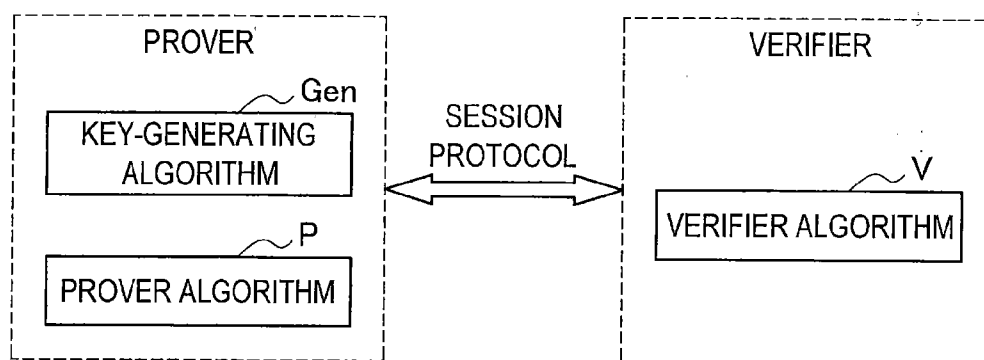 PROVER
Gen
KEY-GENERATING
ALGORITHM
P
PROVER ALGORITHM
SESSION
PROTOCOL
VERIFIER
V
VERIFIER ALGORITHM